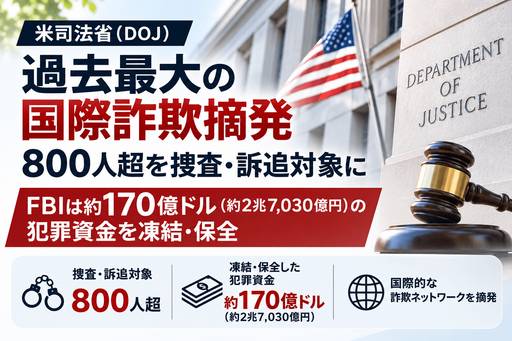 米司法省(DOJ)
過去最大の
国際詐欺摘発
800人超を捜査・訴追対象に
FBIは約170億ドル(約2兆7,030億円)の
犯罪資金を凍結・保全
DEPARTMENT
OF
JUSTICE
捜査・訴追対象
800人超
凍結・保全した
犯罪資金
約170億ドル
(約2兆7,030億円)
国際的な
詐欺ネットワークを摘発